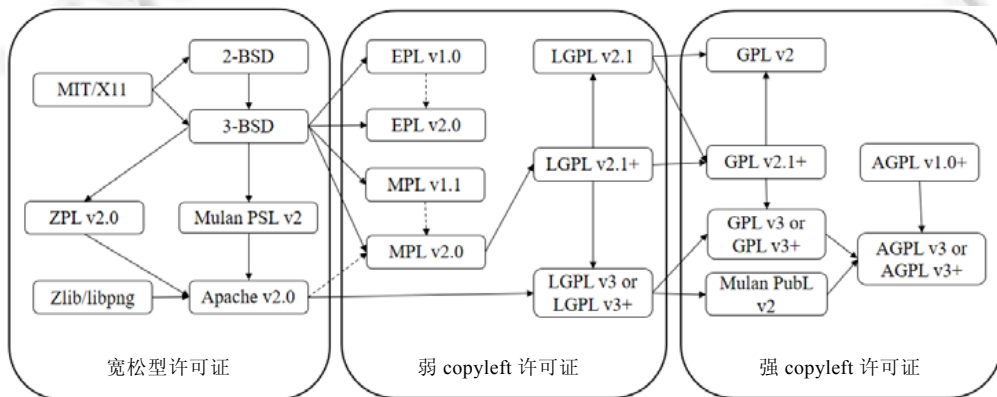 MIT/X11
2-BSD
3-BSD
ZPL v2.0
Mulan PSL v2
Zlib/libpng
Apache v2.0
宽松型许可证
EPL v1.0
EPL v2.0
MPL v1.1
MPL v2.0
LGPL v2.1
LGPL v2.1+
LGPL v3 or
LGPL v3+
弱 copyleft 许可证
GPL v2
GPL v2.1+
GPL v3 or
GPL v3+
Mulan PubL
v2
AGPL v1.0+
AGPL v3 or
AGPL v3+
强 copyleft 许可证